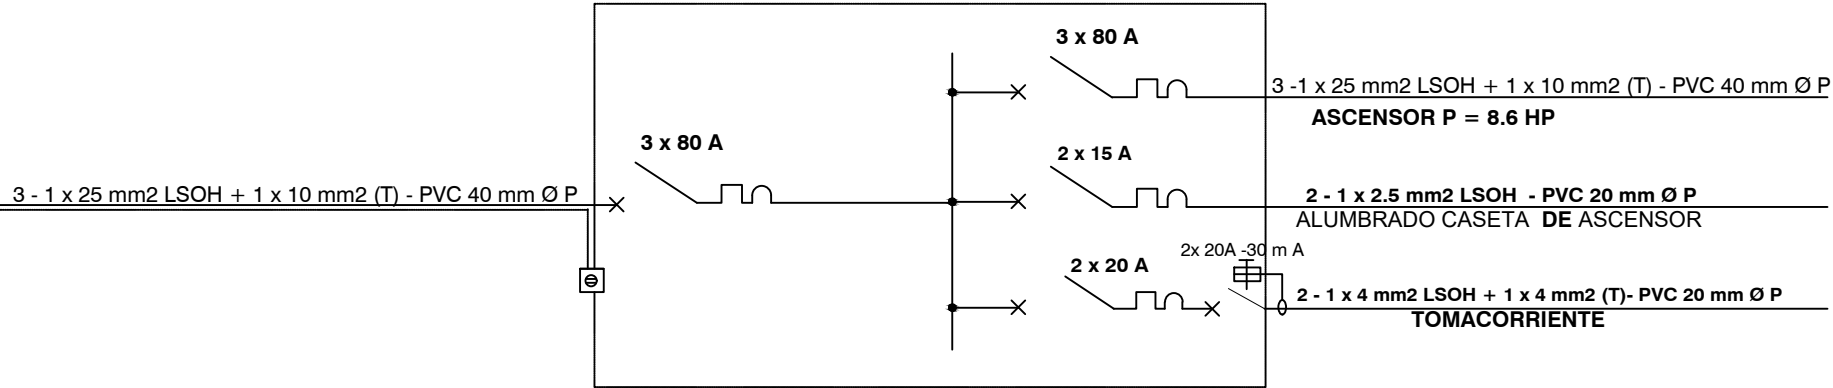 3 x 80 A
3 -1 x 25 mm2 LSOH + 1 x 10 mm2 (T) - PVC 40 mm Ø P
ASCENSOR P = 8.6 HP
3 x 80 A
2 x 15 A
3 - 1 x 25 mm2 LSOH + 1 x 10 mm2 (T) - PVC 40 mm Ø P
2 - 1 x 2.5 mm2 LSOH - PVC 20 mm Ø P
ALUMBRADO CASETA DE ASCENSOR
2x 20A -30 m A
2 x 20 A
2 - 1 x 4 mm2 LSOH + 1 x 4 mm2 (T)- PVC 20 mm Ø P
TOMACORRIENTE